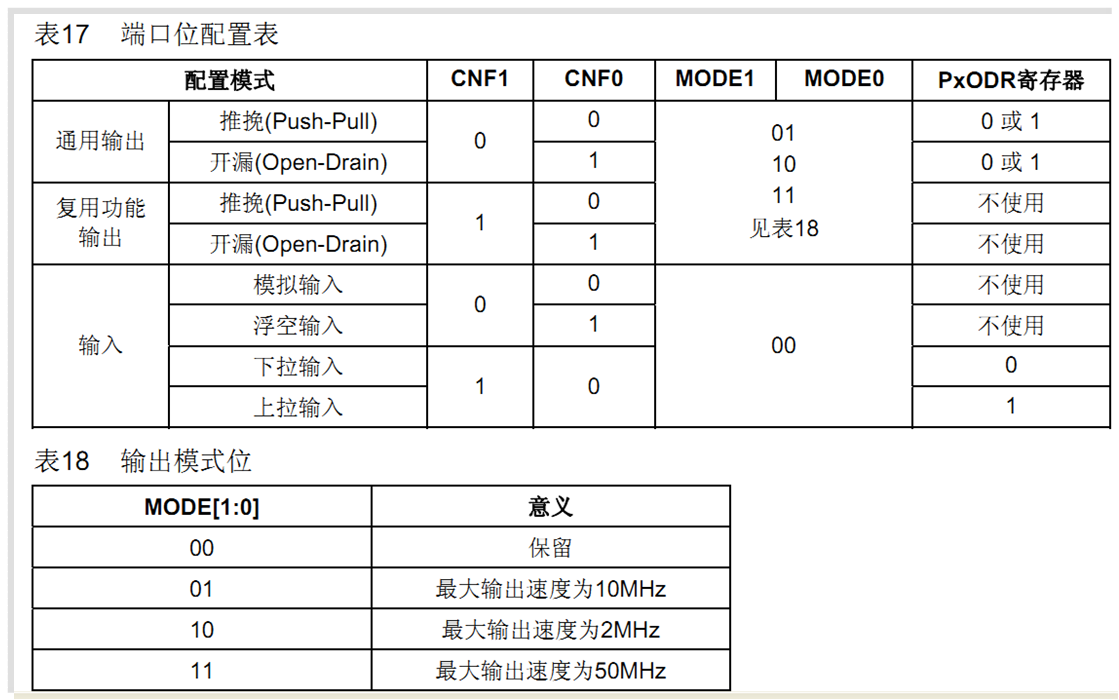 表17 端口位配置表
配置模式 CNF1 CNF0 MODE1 MODE0 PxODR寄存器
通用输出 推挽(Push-Pull) 0 0 01 0 或 1
开漏(Open-Drain) 1 10 0 或 1
复用功能
输出 推挽(Push-Pull) 1 0 11 不使用
开漏(Open-Drain) 1 见表18 不使用
输入 模拟输入 0 0 00 不使用
浮空输入 1 不使用
下拉输入 1 0 0
上拉输入 1
表18 输出模式位
MODE[1:0] 意义
00 保留
01 最大输出速度为10MHz
10 最大输出速度为2MHz
11 最大输出速度为50MHz